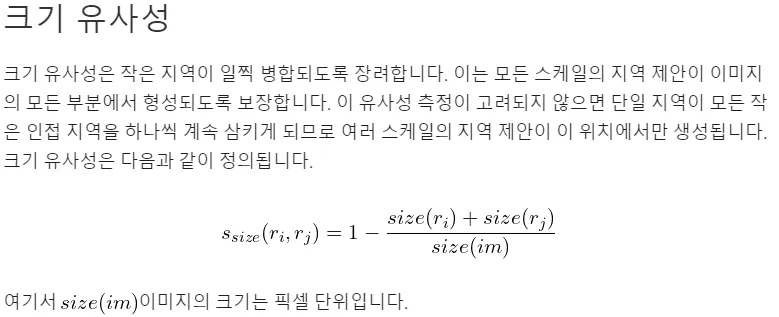 크기 유사성
크기 유사성은 작은 지역이 일찍 병합되도록 장려합니다. 이는 모든 스케일의 지역 제안이 이미지
의 모든 부분에서 형성되도록 보장합니다. 이 유사성 측정이 고려되지 않으면 단일 지역이 모든 작
은 인접 지역을 하나씩 계속 삼키게 되므로 여러 스케일의 지역 제안이 이 위치에서만 생성됩니다.
크기 유사성은 다음과 같이 정의됩니다.
s_size(r_i, r_j) = 1 − (size(r_i) + size(r_j)) / size(im)
여기서 size(im)이미지의 크기는 픽셀 단위입니다.